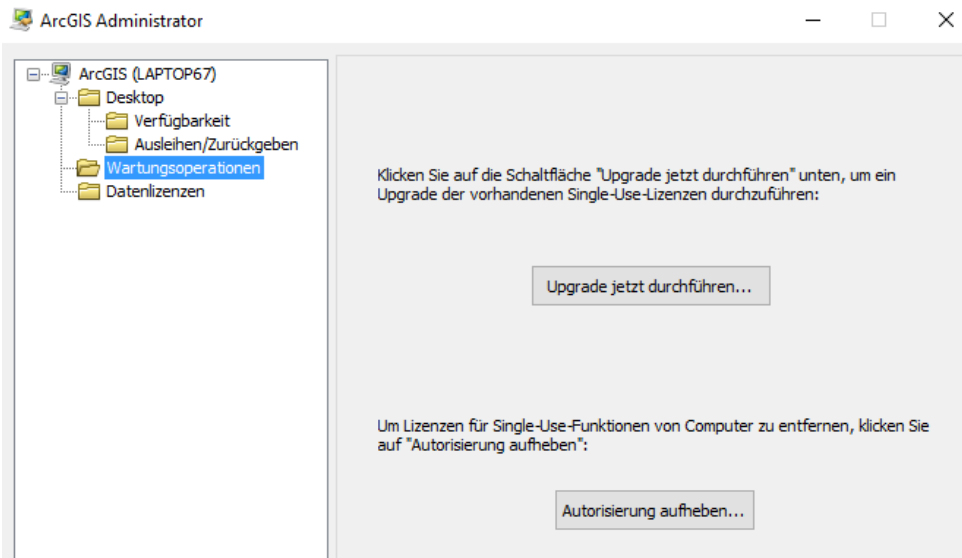 ArcGIS Administrator
ArcGIS (LAPTOP67)
Desktop
Verfügbarkeit
Ausleihen/Zurückgeben
Wartungsoperationen
Datenlizenzen
Klicken Sie auf die Schaltfläche "Upgrade jetzt durchführen" unten, um ein
Upgrade der vorhandenen Single-Use-Lizenzen durchzuführen:
Upgrade jetzt durchführen...
Um Lizenzen für Single-Use-Funktionen von Computer zu entfernen, klicken Sie
auf "Autorisierung aufheben":
Autorisierung aufheben...